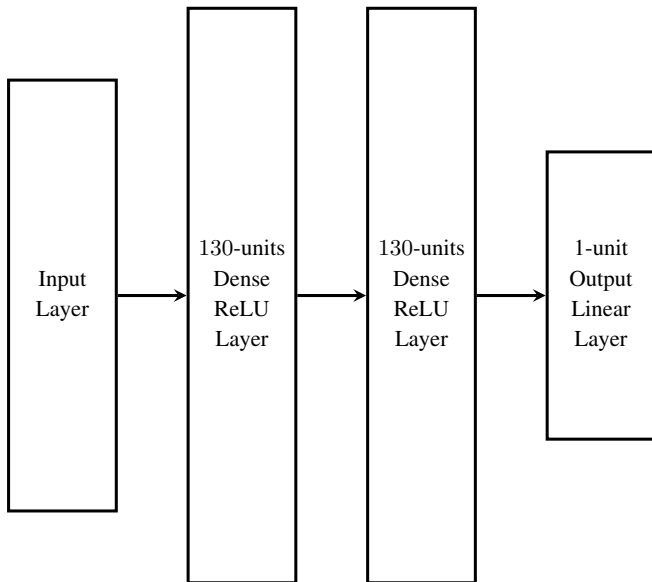 Input
Layer
130-units
Dense
ReLU
Layer
130-units
Dense
ReLU
Layer
1-unit
Output
Linear
Layer